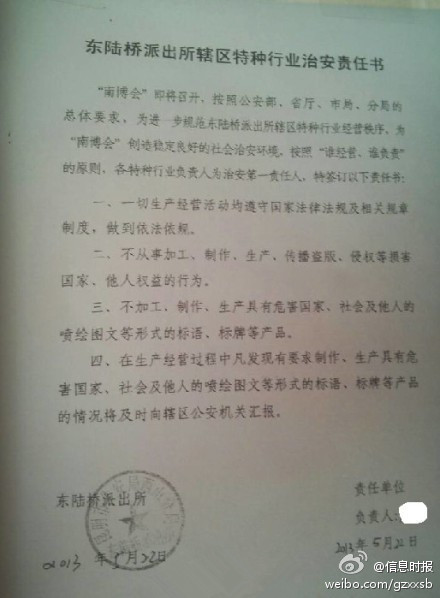 东陆桥派出所辖区特种行业治安责任书
“南博会”即将召开，按照公安部、省厅、市局、分局的
总体要求，为进一步规范东陆桥派出所辖区特种行业经营秩序，为
“南博会”创造稳定良好的社会治安环境，按照“谁经营、谁负责”
的原则，各特种行业负责人为治安第一责任人，特签订以下责任书：
一、一切生产经营活动均遵守国家法律法规及相关规章
制度，做到依法依规。
二、不从事加工、制作、生产、传播盗版、侵权等损害
国家、他人权益的行为。
三、不加工、制作、生产具有危害国家、社会及他人的
喷绘图文等形式的标语、标牌等产品。
四、在生产经营过程中凡发现有要求制作、生产具有危
害国家、社会及他人的喷绘图文等形式的标语、标牌等产品
的情况将及时向辖区公安机关汇报。
东陆桥派出所
责任单位
负责人：
2013 年 5月22日
2013年 5月22日
@信息时报
weibo.com/gzxxsb